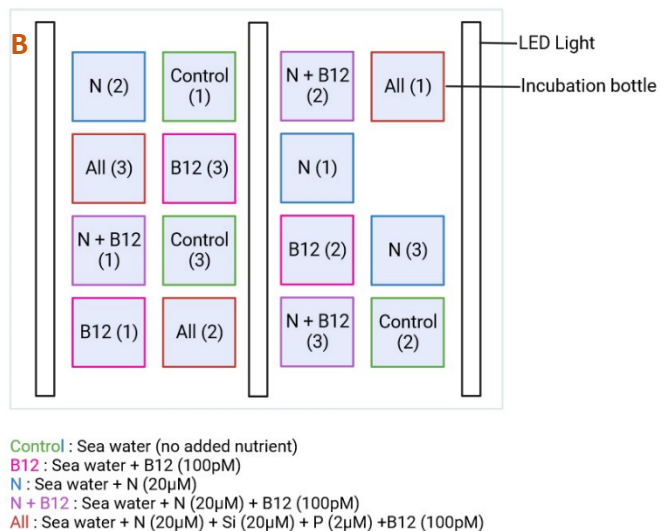 B
LED Light
N (2)
Control
(1)
N + B12
(2)
All (1)
Incubation bottle
All (3)
B12 (3)
N (1)
N + B12
(1)
Control
(3)
B12 (2)
N (3)
B12 (1)
All (2)
N + B12
(3)
Control
(2)
Control : Sea water (no added nutrient)
B12 : Sea water + B12 (100pM)
N : Sea water + N (20µM)
N + B12 : Sea water + N (20µM) + B12 (100pM)
All : Sea water + N (20µM) + Si (20µM) + P (2µM) +B12 (100pM)